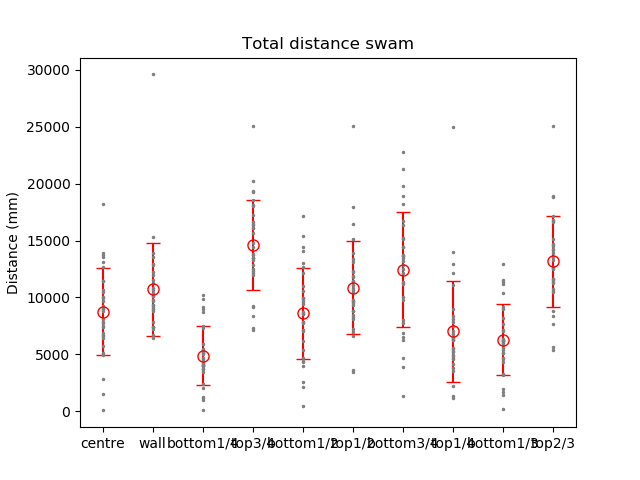 Total distance swam
Distance (mm)
30000
25000
20000
15000
10000
5000
0
centre wall bottom1/4 top3/4 bottom1/2 top1/2 bottom3/4 top1/4 bottom1/3 top2/3